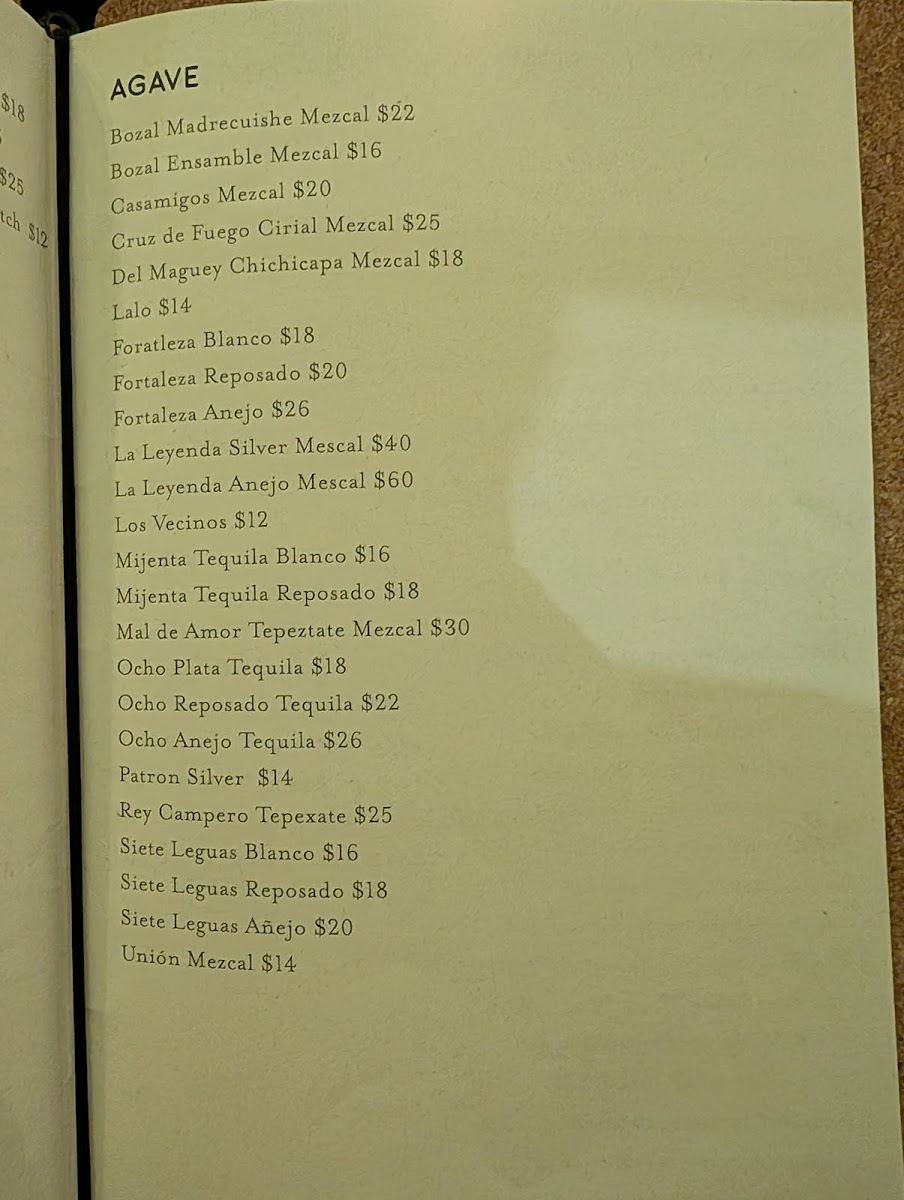 $18
$25
tch $12
AGAVE
Bozal Madrecuishe Mezcal $22
Bozal Ensamble Mezcal $16
Casamigos Mezcal $20
Cruz de Fuego Cirial Mezcal $25
Del Maguey Chichicapa Mezcal $18
Lalo $14
Foratleza Blanco $18
Fortaleza Reposado $20
Fortaleza Anejo $26
La Leyenda Silver Mescal $40
La Leyenda Anejo Mescal $60
Los Vecinos $12
Mijenta Tequila Blanco $16
Mijenta Tequila Reposado $18
Mal de Amor Tepeztate Mezcal $30
Ocho Plata Tequila $18
Ocho Reposado Tequila $22
Ocho Anejo Tequila $26
Patron Silver $14
Rey Campero Tepexate $25
Siete Leguas Blanco $16
Siete Leguas Reposado $18
Siete Leguas Añejo $20
Unión Mezcal $14